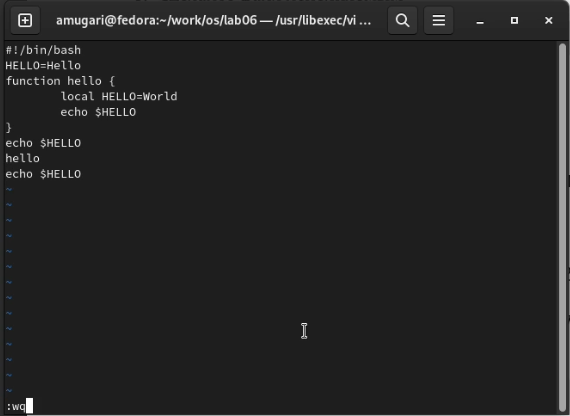 amugari@fedora:~/work/os/lab06 — /usr/libexec/vi ...
#!/bin/bash
HELLO=Hello
function hello {
        local HELLO=World
        echo $HELLO
}
echo $HELLO
hello
echo $HELLO
~
~
~
~
~
~
~
~
~
~
~
~
~
~
:wq